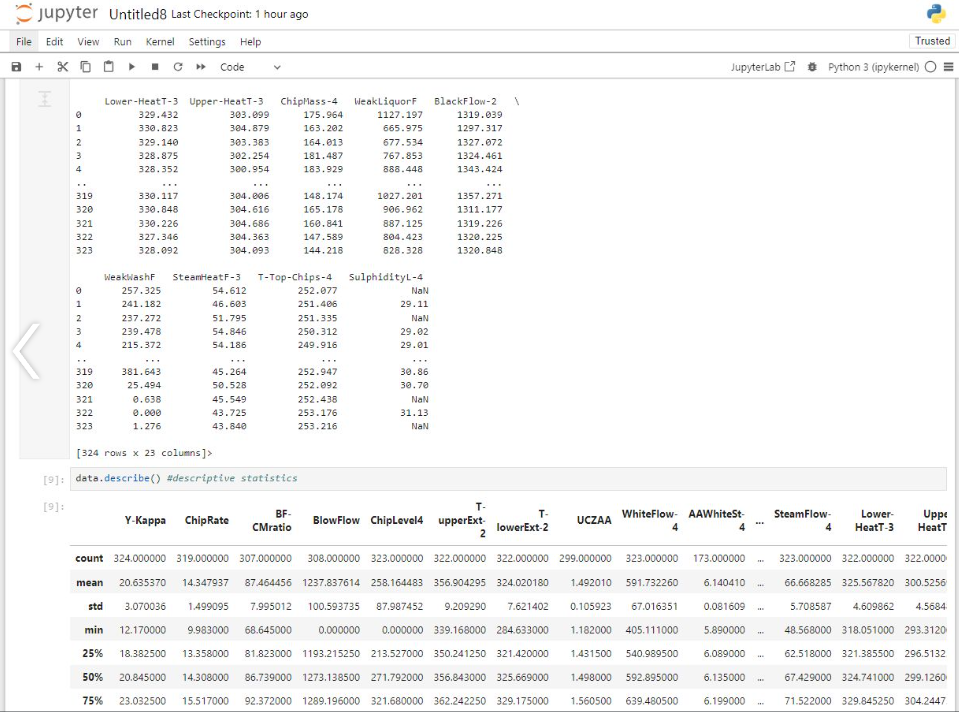 jupyter Untitled8 Last Checkpoint: 1 hour ago
File Edit View Run Kernel Settings Help Trusted
Code JupyterLab Python 3 (ipykernel)
Lower-HeatT-3 Upper-HeatT-3 ChipMass-4 WeakLiquorF BlackFlow-2 \
0 329.432 303.099 175.964 1127.197 1319.039
1 330.823 304.879 163.202 665.975 1297.317
2 329.140 303.383 164.013 677.534 1327.072
3 328.875 302.254 181.487 767.853 1324.461
4 328.352 300.954 183.929 888.448 1343.424
.. ... ... ... ... ...
319 330.117 304.006 148.174 1027.201 1357.271
320 330.848 304.616 165.178 906.962 1311.177
321 330.226 304.686 160.841 887.125 1319.226
322 327.346 304.363 147.589 804.423 1320.225
323 328.092 304.093 144.218 828.328 1320.848
WeakWashF SteamHeatF-3 T-Top-Chips-4 SulphidityL-4
0 257.325 54.612 252.077 NaN
1 241.182 46.603 251.406 29.11
2 237.272 51.795 251.335 NaN
3 239.478 54.846 250.312 29.02
4 215.372 54.186 249.916 29.01
.. ... ... ... ...
319 381.643 45.264 252.947 30.86
320 25.494 50.528 252.092 30.70
321 0.638 45.549 252.438 NaN
322 0.000 43.725 253.176 31.13
323 1.276 43.840 253.216 NaN
[324 rows x 23 columns]>
[9]: data.describe() #descriptive statistics
[9]:
Y-Kappa ChipRate BF-CMratio BlowFlow ChipLevel4 T-upperExt-2 T-lowerExt-2 UCZAA WhiteFlow-4 AAWhiteSt-4 ... SteamFlow-4 Lower-HeatT-3 Uppe HeatT
count 324.000000 319.000000 307.000000 308.000000 323.000000 322.000000 322.000000 299.000000 323.000000 173.000000 ... 323.000000 322.000000 322.0000
mean 20.635370 14.347937 87.464456 1237.837614 258.164483 356.904295 324.020180 1.492010 591.732260 6.140410 ... 66.668285 325.567820 300.5256
std 3.070036 1.499095 7.995012 100.593735 87.987452 9.209290 7.621402 0.105923 67.016351 0.081609 ... 5.708587 4.609862 4.5684
min 12.170000 9.983000 68.645000 0.000000 0.000000 339.168000 284.633000 1.182000 405.111000 5.890000 ... 48.568000 318.051000 293.3120
25% 18.382500 13.358000 81.823000 1193.215250 213.527000 350.241250 321.420000 1.431500 540.989500 6.089000 ... 62.518000 321.385500 296.5132
50% 20.845000 14.308000 86.739000 1273.138500 271.792000 356.843000 325.669000 1.498000 592.895000 6.135000 ... 67.429000 324.741000 299.1260
75% 23.032500 15.517000 92.372000 1289.196000 321.680000 362.242250 329.175000 1.560500 639.480500 6.199000 ... 71.522000 329.845250 304.2447